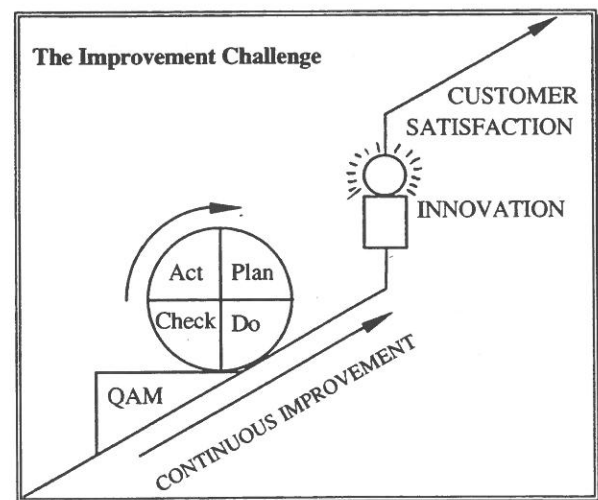 The Improvement Challenge
CUSTOMER
SATISFACTION
INNOVATION
Act
Plan
Check
Do
QAM
CONTINUOUS IMPROVEMENT